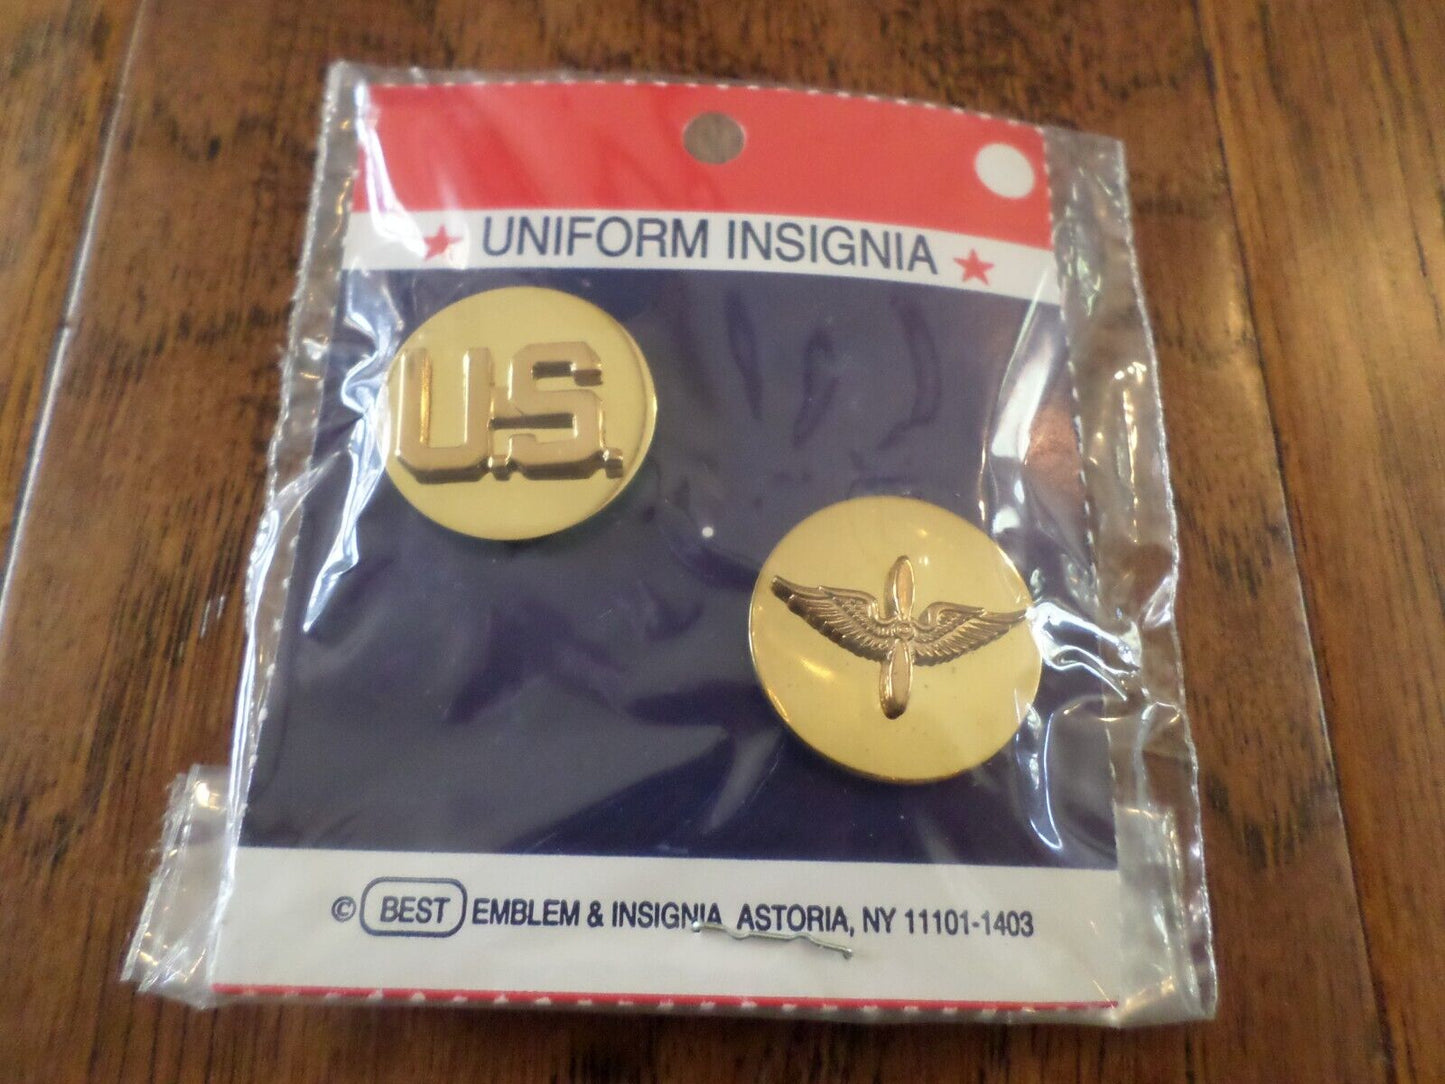 UNIFORM INSIGNIA
U.S.
© BEST EMBLEM & INSIGNIA ASTORIA, NY 11101-1403